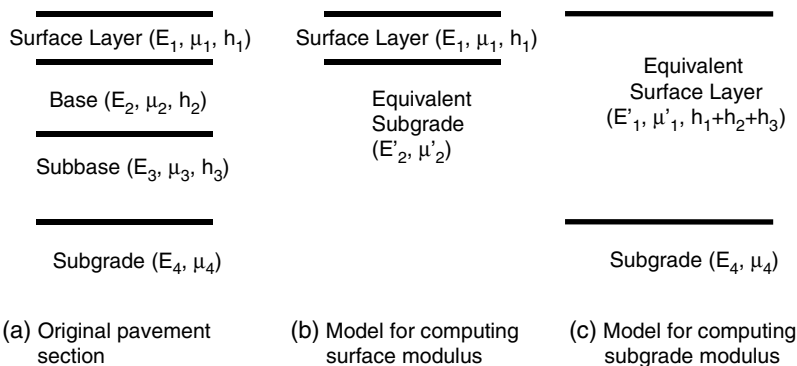 Surface Layer (E₁, μ₁, h₁)
Base (E₂, μ₂, h₂)
Subbase (E₃, μ₃, h₃)
Subgrade (E₄, μ₄)
(a) Original pavement
section
Surface Layer (E₁, μ₁, h₁)
Equivalent
Subgrade
(E'₂, μ'₂)
(b) Model for computing
surface modulus
Equivalent
Surface Layer
(E'₁, μ'₁, h₁+h₂+h₃)
Subgrade (E₄, μ₄)
(c) Model for computing
subgrade modulus